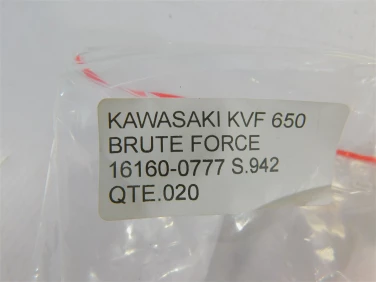 KAWASAKI KVF 650
BRUTE FORCE
16160-0777 S.942
QTE.020